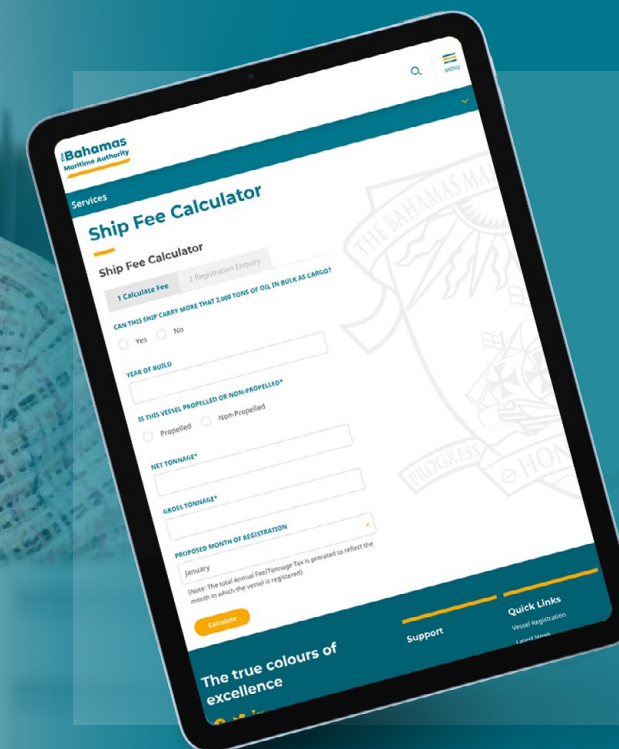 THE Bahamas
Maritime Authority
MENU
Services
Ship Fee Calculator
Ship Fee Calculator
1 Calculate Fee
2 Registration Enquiry
CAN THIS SHIP CARRY MORE THAT 2,000 TONS OF OIL IN BULK AS CARGO?
Yes No
YEAR OF BUILD
IS THIS VESSEL PROPELLED OR NON-PROPELLED*
Propelled Non-Propelled
NET TONNAGE*
GROSS TONNAGE*
PROPOSED MONTH OF REGISTRATION
January
(Note: The total Annual Fee/Tonnage Tax is prorated to reflect the
month in which the vessel is registered)
Calculate
THE BAHAMAS MA
PROGRESS
HON
The true colours of
excellence
Support
Quick Links
Vessel Registration
Latest News